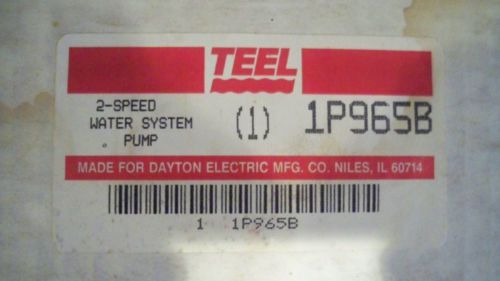 TEEL
2-SPEED
WATER SYSTEM
PUMP
(1)
1P965B
MADE FOR DAYTON ELECTRIC MFG. CO. NILES, IL 60714
1 1P965B